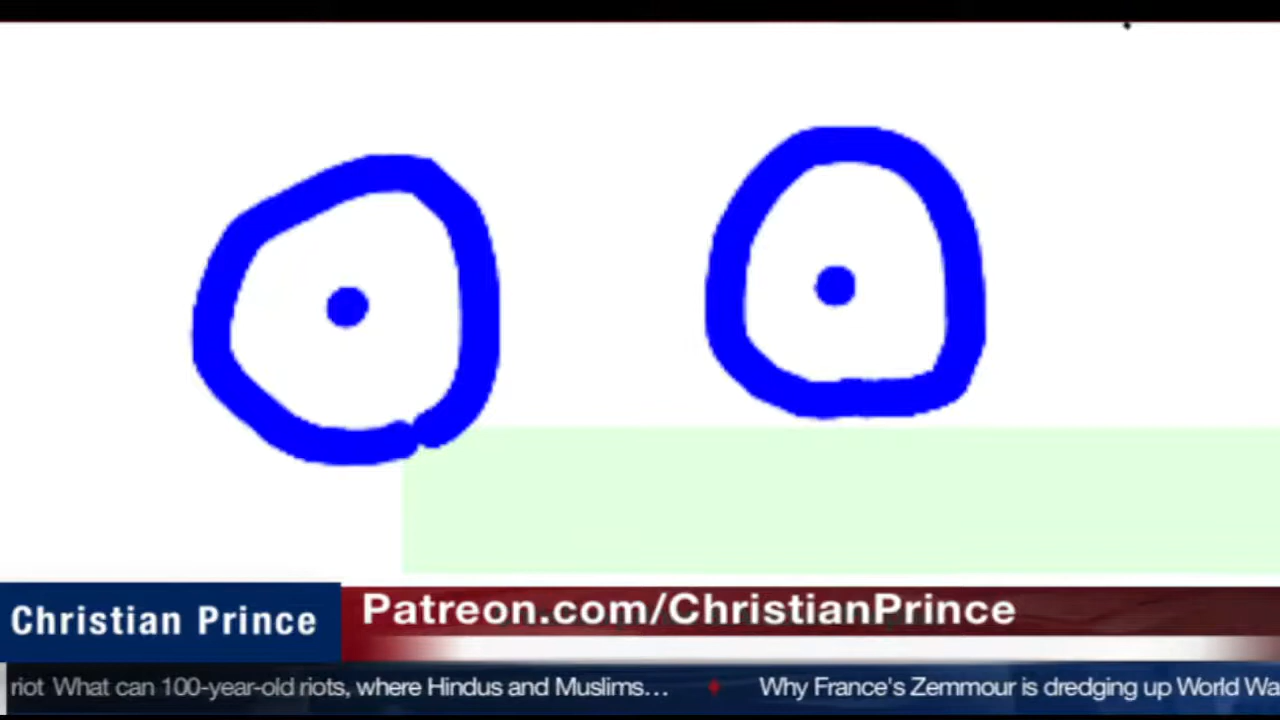 Christian Prince
Patreon.com/ChristianPrince
riot What can 100-year-old riots, where Hindus and Muslims… Why France's Zemmour is dredging up World